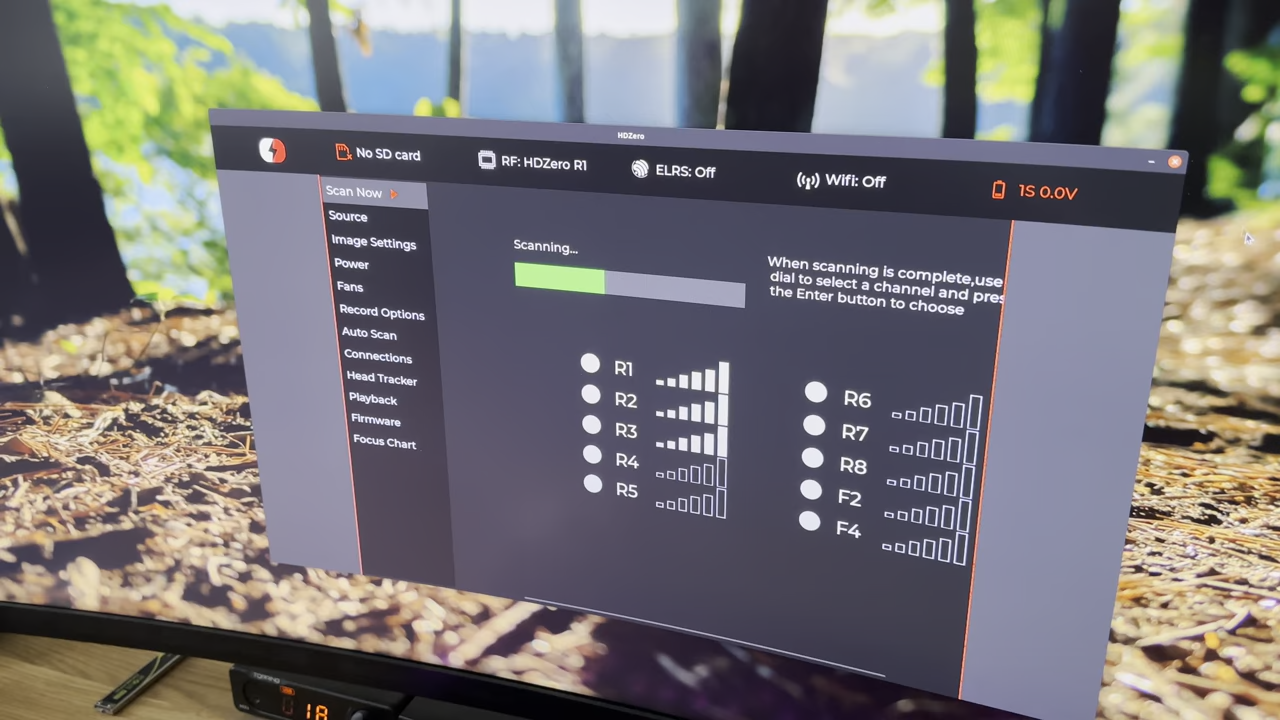 HDZero
No SD card
RF: HDZero R1
ELRS: Off
Wifi: Off
1S 0.0V
Scan Now
Source
Image Settings
Power
Fans
Record Options
Auto Scan
Connections
Head Tracker
Playback
Firmware
Focus Chart
Scanning...
When scanning is complete,use
dial to select a channel and pres
the Enter button to choose
R1
R2
R3
R4
R5
R6
R7
R8
F2
F4
TOPPING